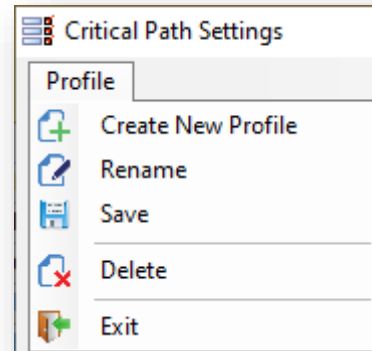 Critical Path Settings
Profile
Create New Profile
Rename
Save
Delete
Exit